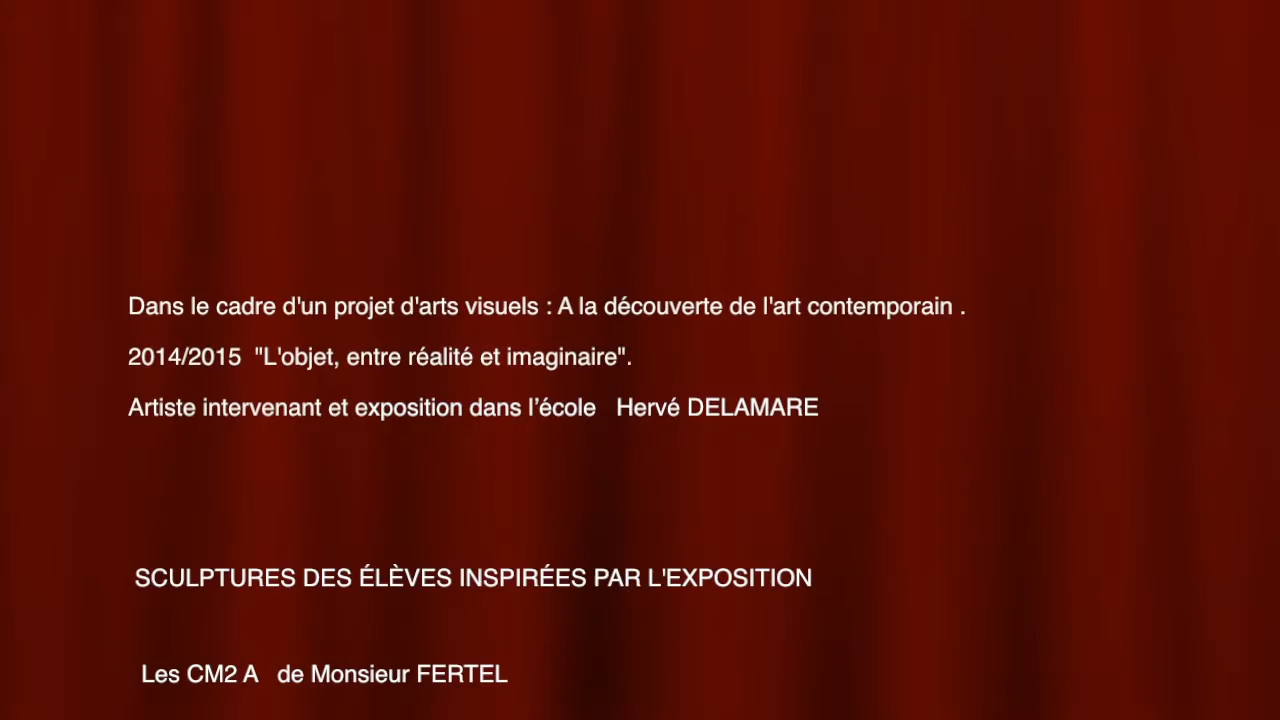 Dans le cadre d'un projet d'arts visuels : A la découverte de l'art contemporain .
2014/2015  "L'objet, entre réalité et imaginaire".
Artiste intervenant et exposition dans l’école   Hervé DELAMARE
SCULPTURES DES ÉLÈVES INSPIRÉES PAR L'EXPOSITION
Les CM2 A   de Monsieur FERTEL